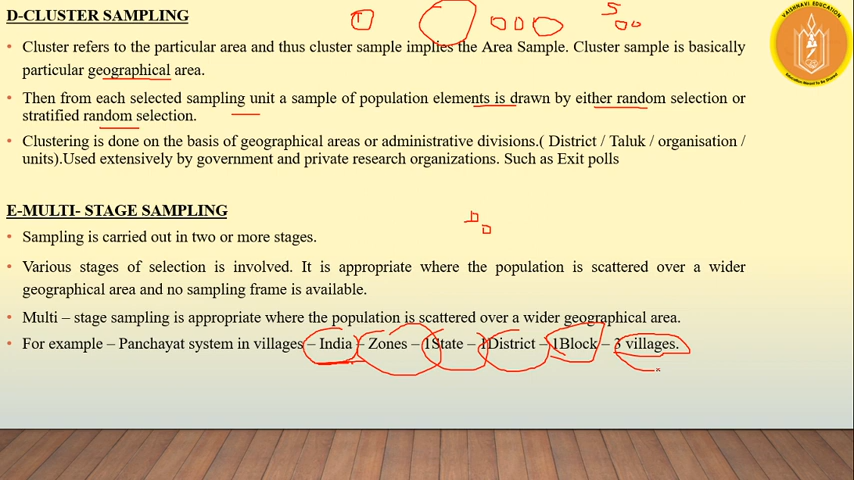 D-CLUSTER SAMPLING
• Cluster refers to the particular area and thus cluster sample implies the Area Sample. Cluster sample is basically
particular geographical area.
• Then from each selected sampling unit a sample of population elements is drawn by either random selection or
stratified random selection.
• Clustering is done on the basis of geographical areas or administrative divisions.( District / Taluk / organisation /
units).Used extensively by government and private research organizations. Such as Exit polls
E-MULTI- STAGE SAMPLING
• Sampling is carried out in two or more stages.
• Various stages of selection is involved. It is appropriate where the population is scattered over a wider
geographical area and no sampling frame is available.
• Multi – stage sampling is appropriate where the population is scattered over a wider geographical area.
• For example – Panchayat system in villages – India – Zones – 1State – 1District – 1Block – 3 villages.
VAISHNAVI EDUCATION